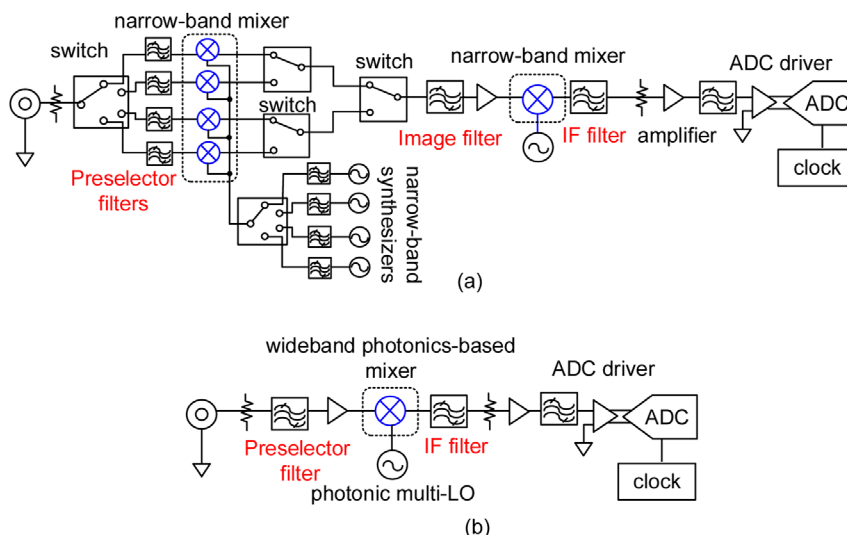 narrow-band mixer
switch
switch
narrow-band mixer
ADC driver
switch
ADC
Image filter
IF filter
amplifier
Preselector
filters
clock
narrow-band
synthesizers
(a)
wideband photonics-based
mixer
ADC driver
ADC
Preselector
filter
IF filter
clock
photonic multi-LO
(b)